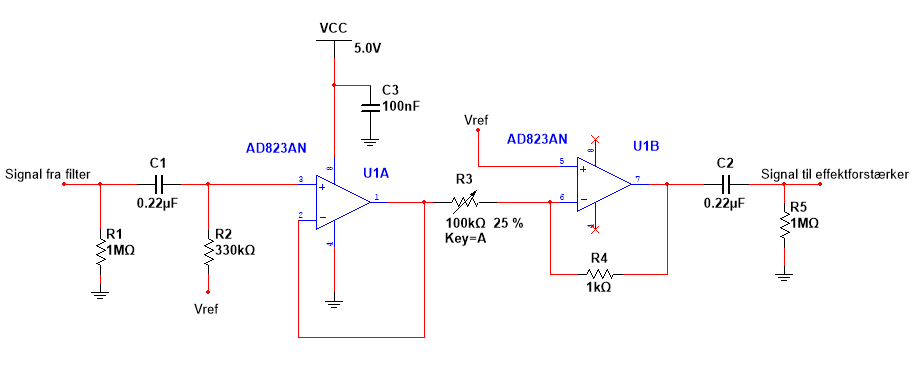 VCC
5.0V
C3
100nF
Vref
AD823AN
AD823AN
8
U1B
8
5
C1
U1A
C2
Signal fra filter
3
1
R3
7
Signal til effektforstærker
0.22µF
2
6
0.22µF
100kΩ 25 %
Key=A
R1
1MΩ
R2
330kΩ
4
4
R5
1MΩ
R4
1kΩ
Vref